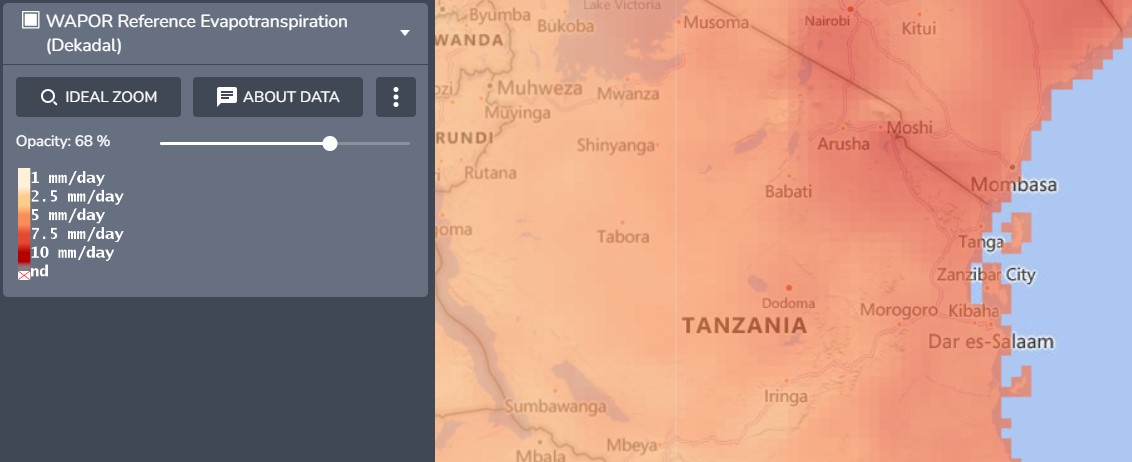 WAPOR Reference Evapotranspiration
(Dekadal)
IDEAL ZOOM
ABOUT DATA
Opacity: 68 %
1 mm/day
2.5 mm/day
5 mm/day
7.5 mm/day
10 mm/day
nd
Lake Victoria
Byumba
Bukoba
Musoma
Nairobi
Kitui
WANDA
Muhweza
Mwanza
Muyinga
RUNDI
Shinyanga
Arusha
Moshi
Rutana
Babati
Mombasa
Tabora
Tanga
Zanzibar City
Dodoma
Morogoro
Kibaha
TANZANIA
Dar es-Salaam
Iringa
Sumbawanga
Mbeya
Mbala